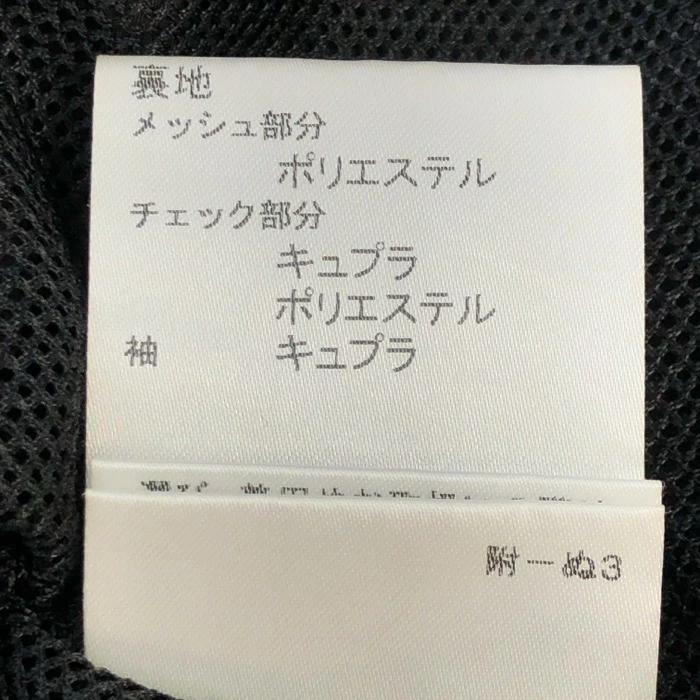 裏地
メッシュ部分
ポリエステル
チェック部分
キュプラ
ポリエステル
袖 キュプラ
附一ぬ3